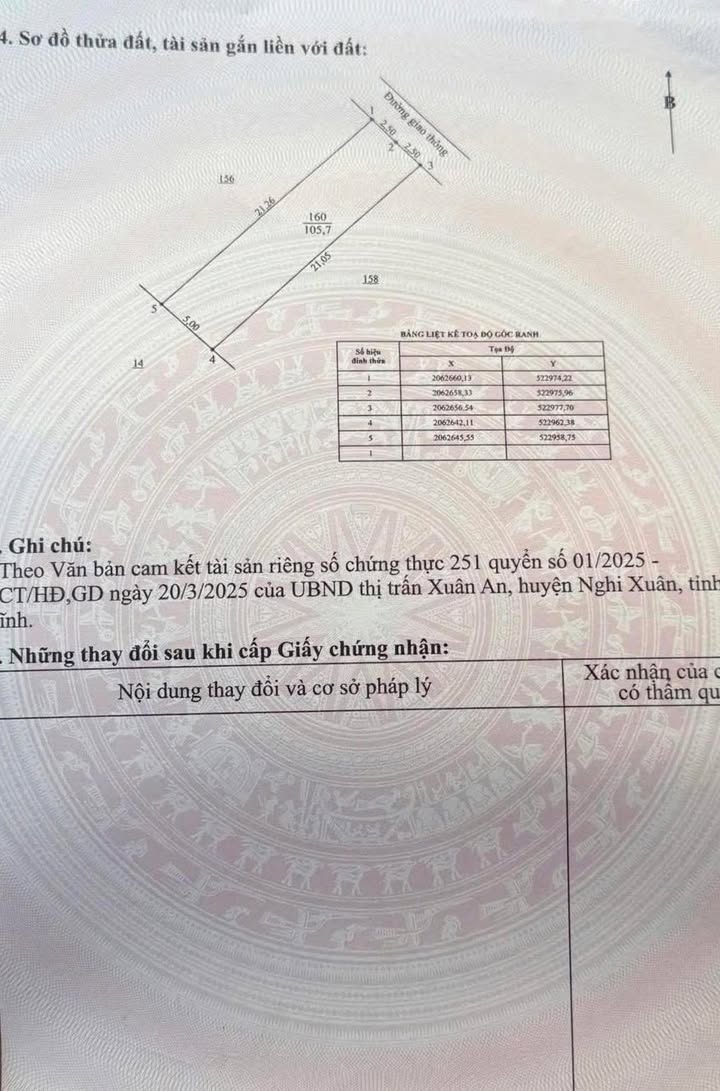 4. Sơ đồ thửa đất, tài sản gắn liền với đất:
B
Đường giao thông
1
2,50
2
2,50
3
156
21,26
160
105,7
21,05
158
5
5,00
4
14
BẢNG LIỆT KÊ TOẠ ĐỘ GÓC RANH
Số hiệu đỉnh thửa Tọa Độ
X Y
1 2062660,13 522974,22
2 2062658,33 522975,96
3 2062656,54 522977,70
4 2062642,11 522962,38
5 2062645,55 522958,75
1
. Ghi chú:
Theo Văn bản cam kết tài sản riêng số chứng thực 251 quyển số 01/2025 -
CT/HĐ,GD ngày 20/3/2025 của UBND thị trấn Xuân An, huyện Nghi Xuân, tỉnh
ĩnh.
. Những thay đổi sau khi cấp Giấy chứng nhận:
Nội dung thay đổi và cơ sở pháp lý
Xác nhận của c
có thẩm qu